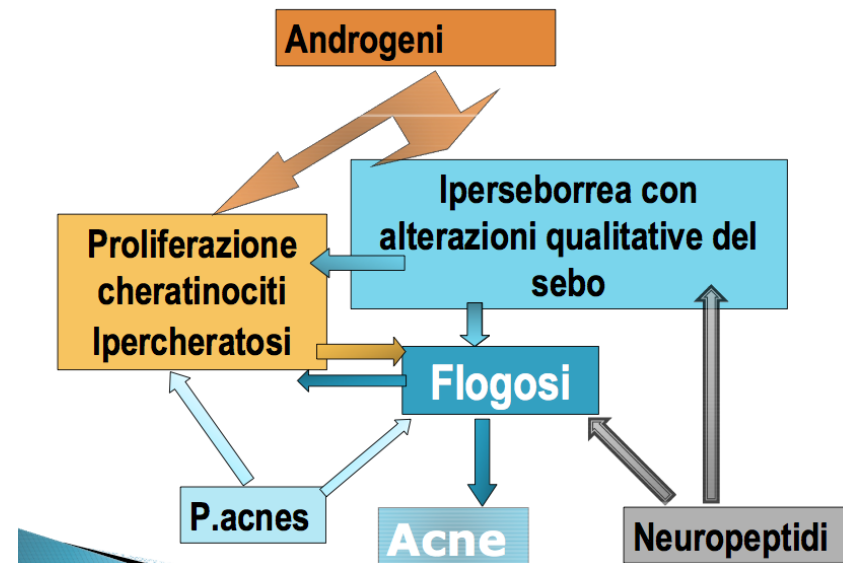 Androgeni
Iperseborrea con
alterazioni qualitative del
sebo
Proliferazione
cheratinociti
Ipercheratosi
Flogosi
P.acnes
Acne
Neuropeptidi